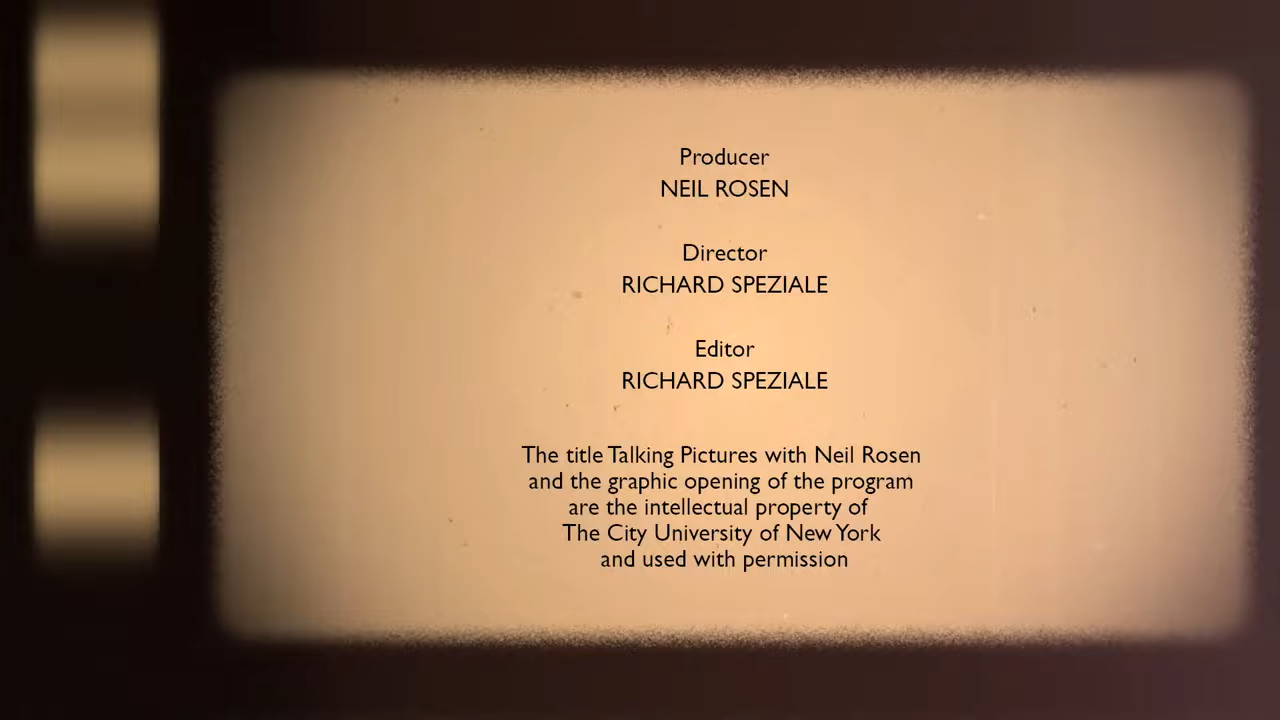 Producer
NEIL ROSEN
Director
RICHARD SPEZIALE
Editor
RICHARD SPEZIALE
The title Talking Pictures with Neil Rosen
and the graphic opening of the program
are the intellectual property of
The City University of New York
and used with permission